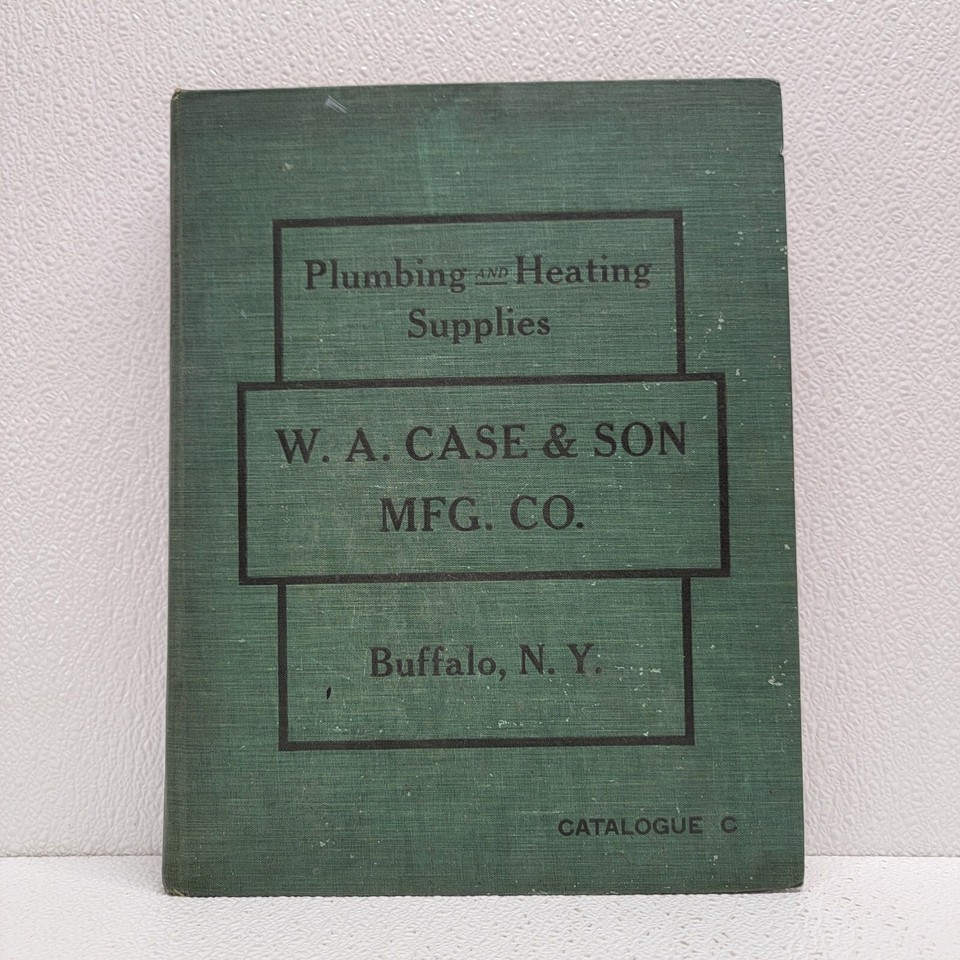 Plumbing AND Heating
Supplies
W. A. CASE & SON
MFG. CO.
Buffalo, N. Y.
CATALOGUE C